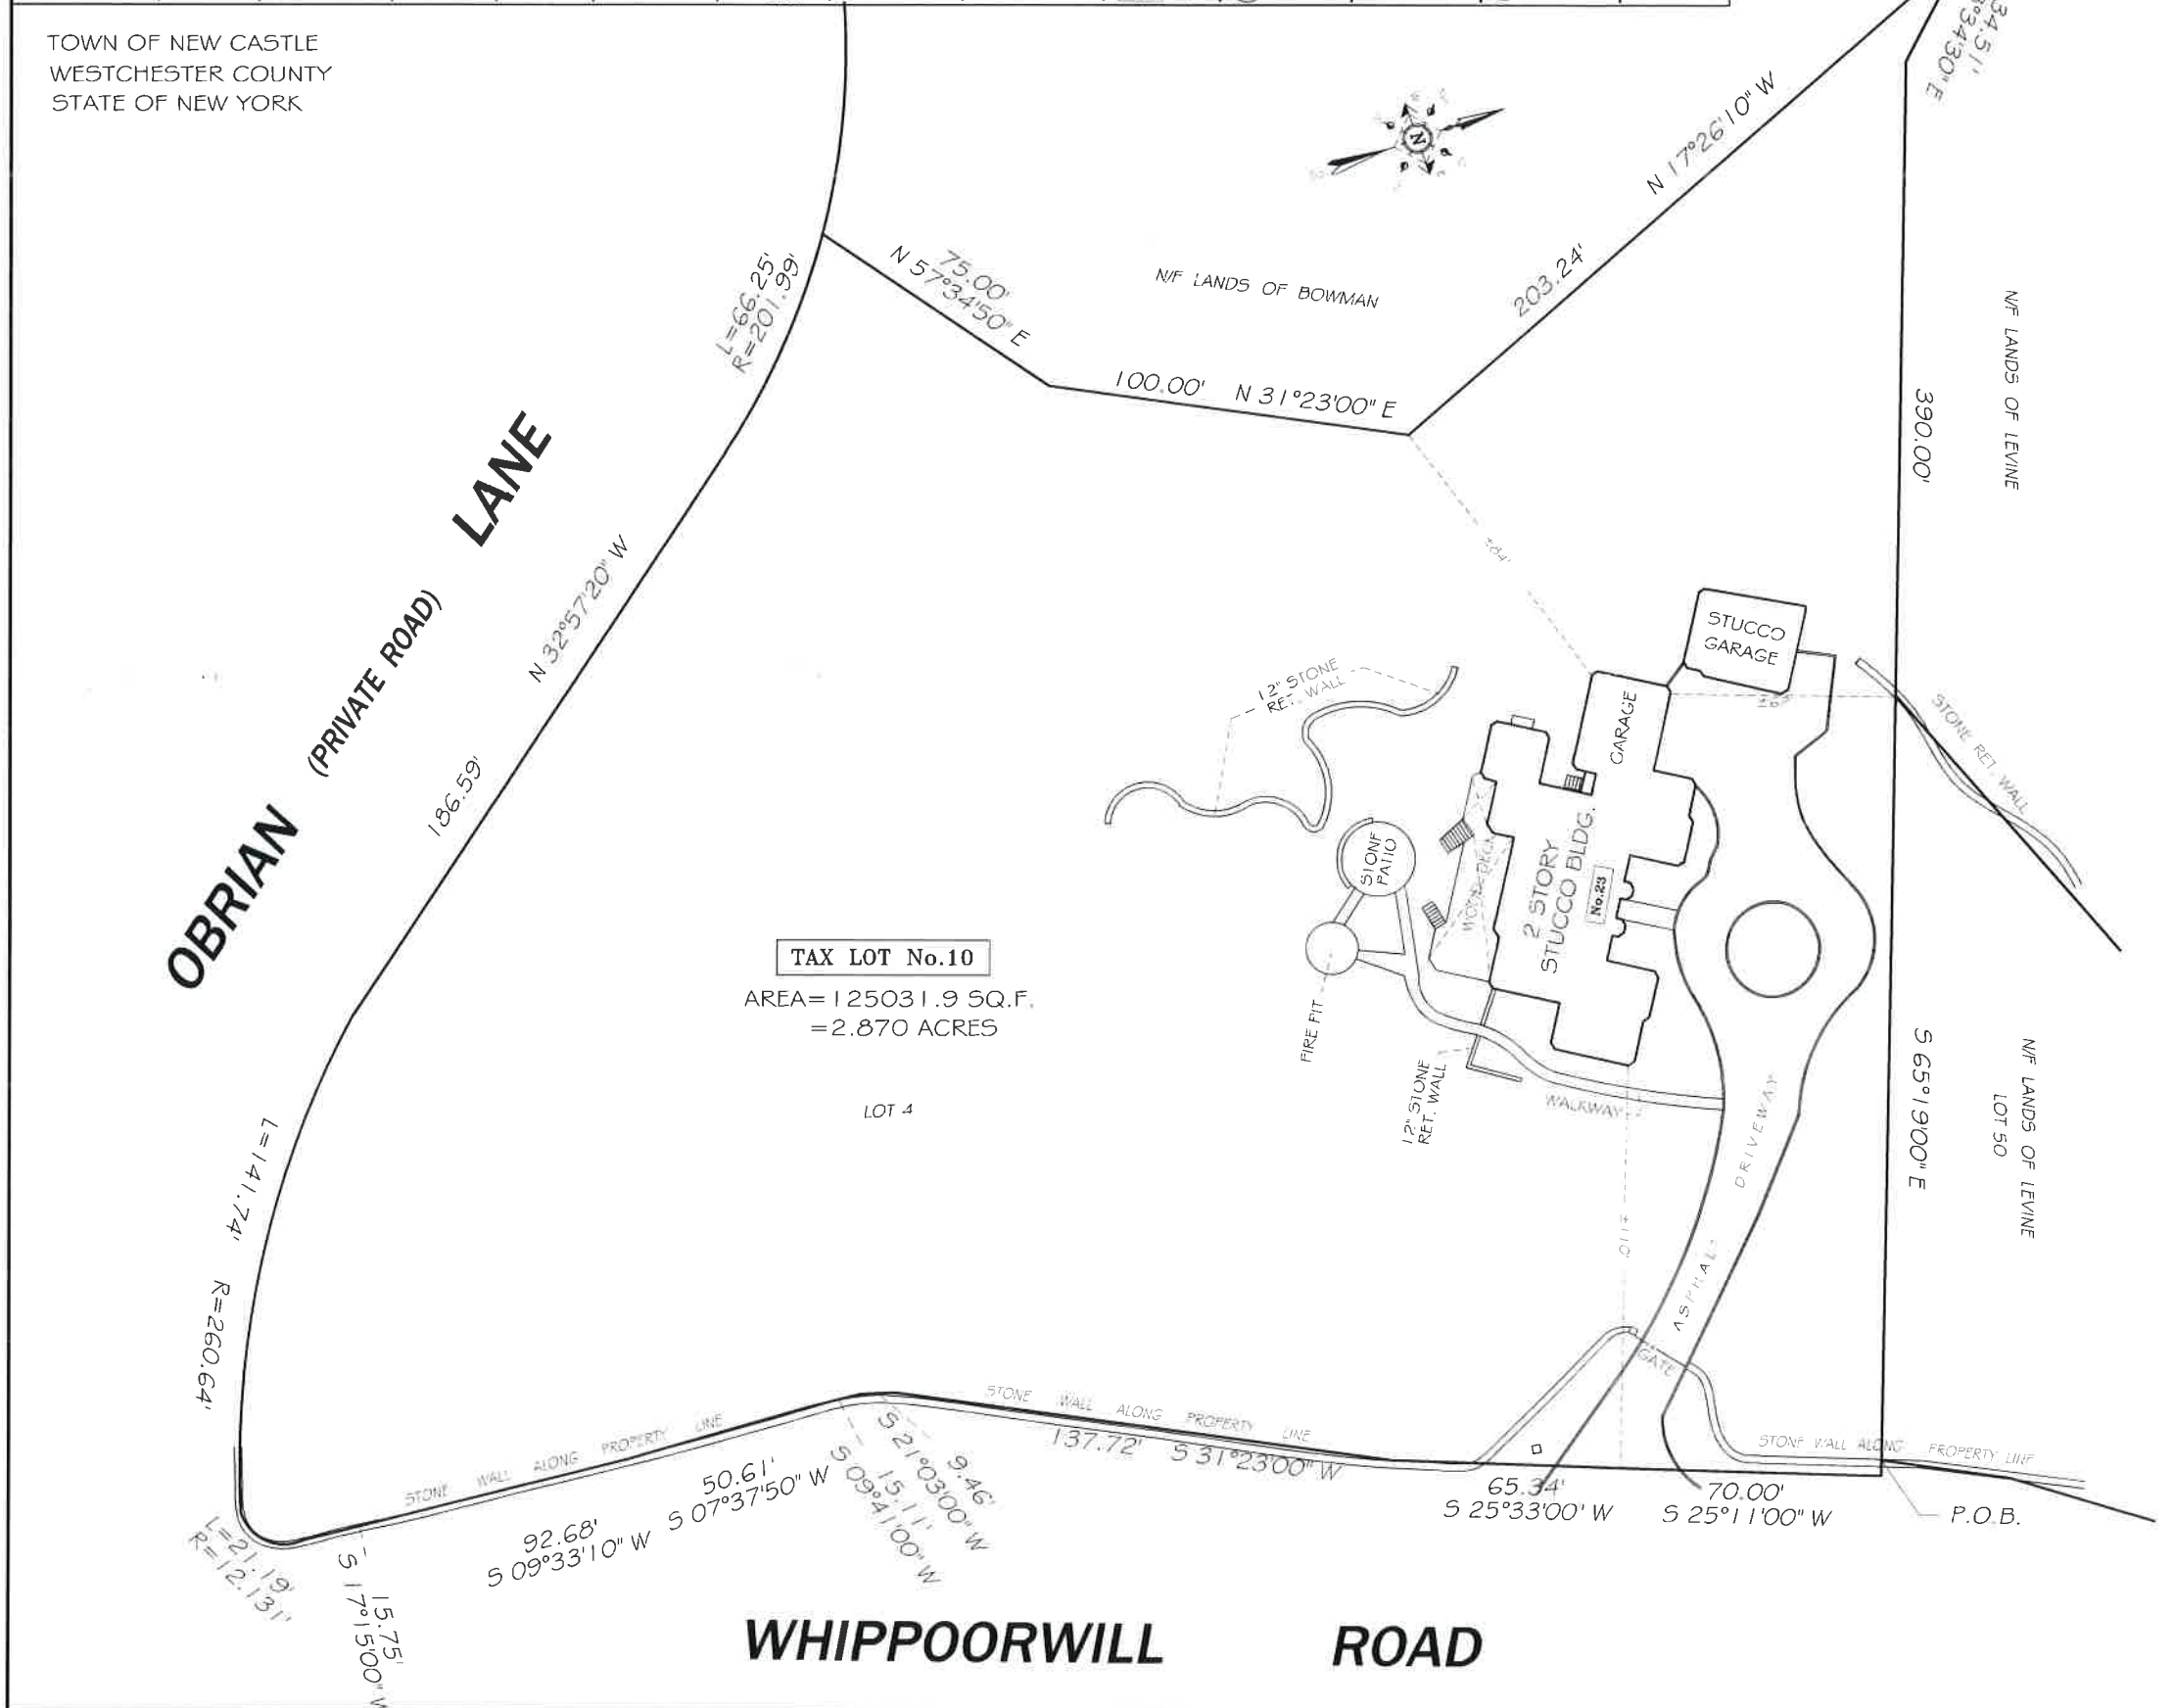 TOWN OF NEW CASTLE
WESTCHESTER COUNTY
STATE OF NEW YORK
34.51'
N
N 17°26'10" W
203.24'
N/F LANDS OF BOWMAN
75.00'
N 57°34'50" E
100.00' N 31°23'00" E
L=66.25'
R=201.99'
N/F LANDS OF LEVINE
390.00'
OBRIAN (PRIVATE ROAD) LANE
N 32°57'20" W
186.59'
STUCCO
GARAGE
GARAGE
12" STONE
RET. WALL
STONE RET. WALL
STONE
PATIO
WOOD DECK
2 STORY
STUCCO BLDG.
No.23
TAX LOT No.10
AREA=125031.9 SQ.F.
=2.870 ACRES
LOT 4
FIRE PIT
12" STONE
RET. WALL
WALKWAY
ASPHALT DRIVEWAY
S 65°19'00" E
N/F LANDS OF LEVINE
LOT 50
L=141.74' R=260.64'
GATE
STONE WALL ALONG PROPERTY LINE
STONE WALL ALONG PROPERTY LINE
STONE WALL ALONG PROPERTY LINE
L=21.19'
R=12.131'
15.75'
S 17°15'00" W
92.68'
S 09°33'10" W
50.61'
S 07°37'50" W
15.11'
S 09°41'00" W
9.46'
S 21°03'00" W
137.72' S 31°23'00" W
65.34'
S 25°33'00' W
70.00'
S 25°11'00" W
P.O.B.
WHIPPOORWILL ROAD